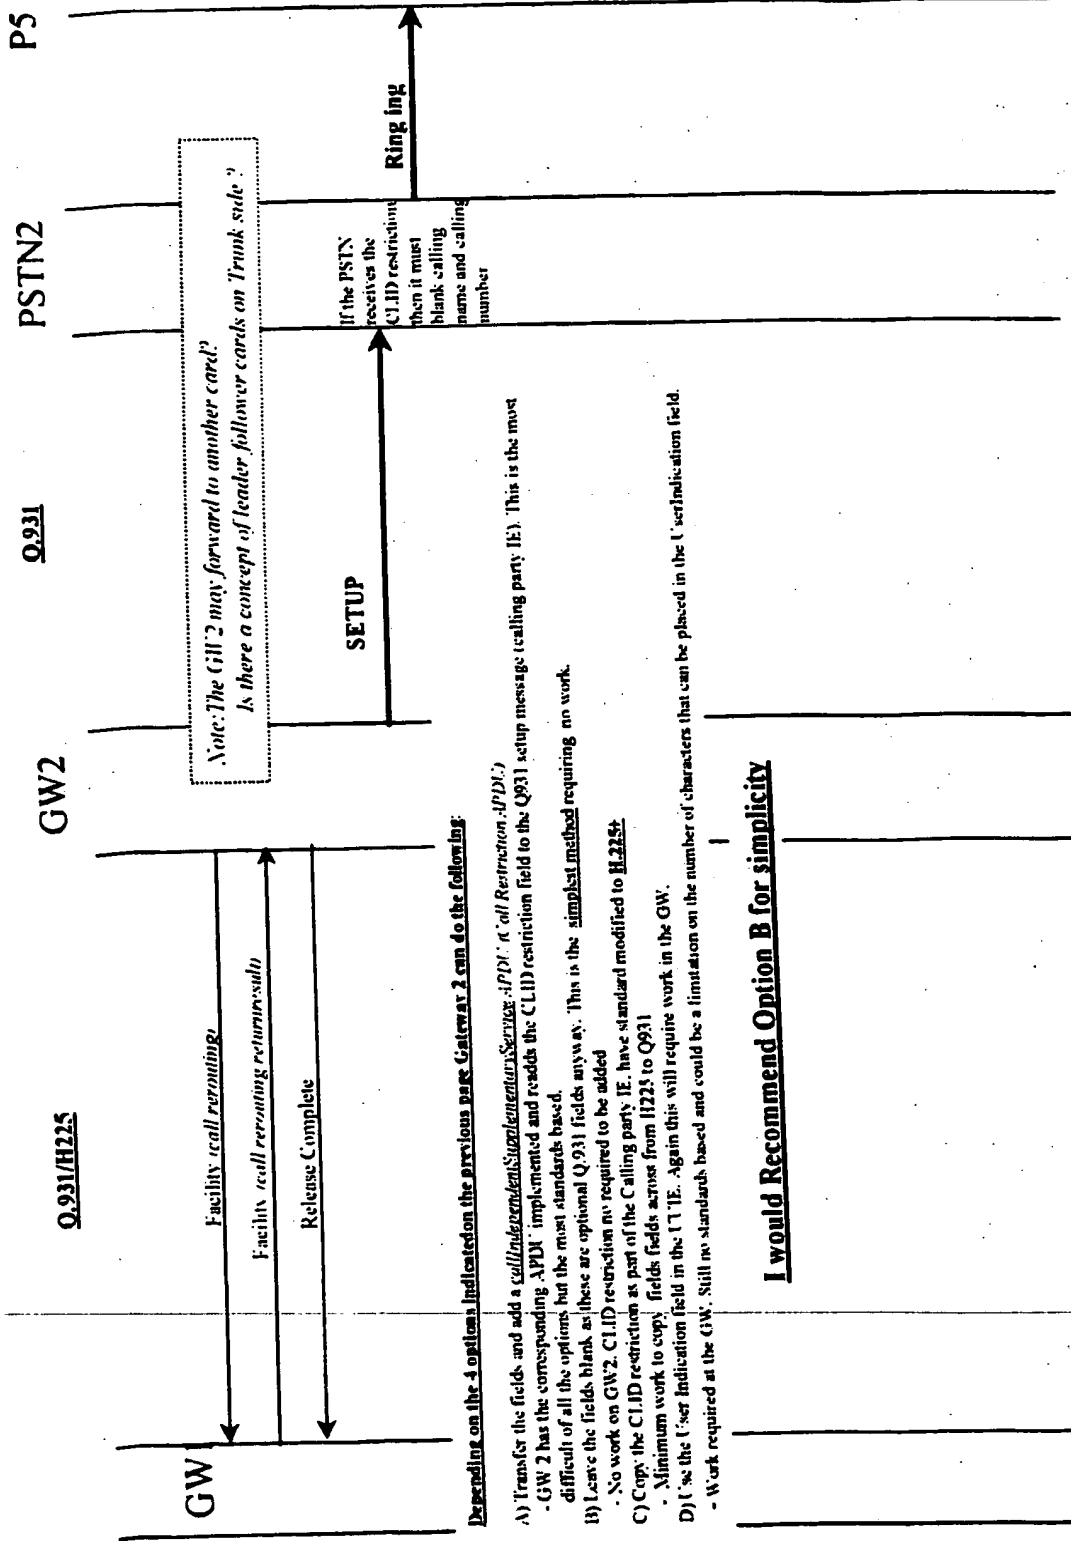 Q.931/H225
Q.931
GW1
GW2
PSTN2
P5
Facility (call rerouting)
Facility (call rerouting returnresult)
Release Complete
Note: The GW2 may forward to another card?
Is there a concept of leader follower cards on Trunk side ?
SETUP
If the PSTN
receives the
CLID restriction
then it must
blank calling
name and calling
number
Ring ing
Depending on the 4 options indicatedon the previous page Gateway 2 can do the following:
A) Transfer the fields and add a callIndependentSupplementaryService APDU (Call Restriction APDU)
- GW 2 has the corresponding APDU implemented and readds the CLID restriction field to the Q931 setup message (calling party IE). This is the most
difficult of all the options but the most standards based.
B) Leave the fields blank as these are optional Q.931 fields anyway. This is the simplest method requiring no work.
- No work on GW2. CLID restriction no required to be added
C) Copy the CLID restriction as part of the Calling party IE. have standard modified to H.225+
- Minimum work to copy fields fields across from H225 to Q931
D) Use the User Indication field in the UUIE. Again this will require work in the GW.
- Work required at the GW. Still no standards based and could be a limitation on the number of characters that can be placed in the UserIndication field.
I would Recommend Option B for simplicity